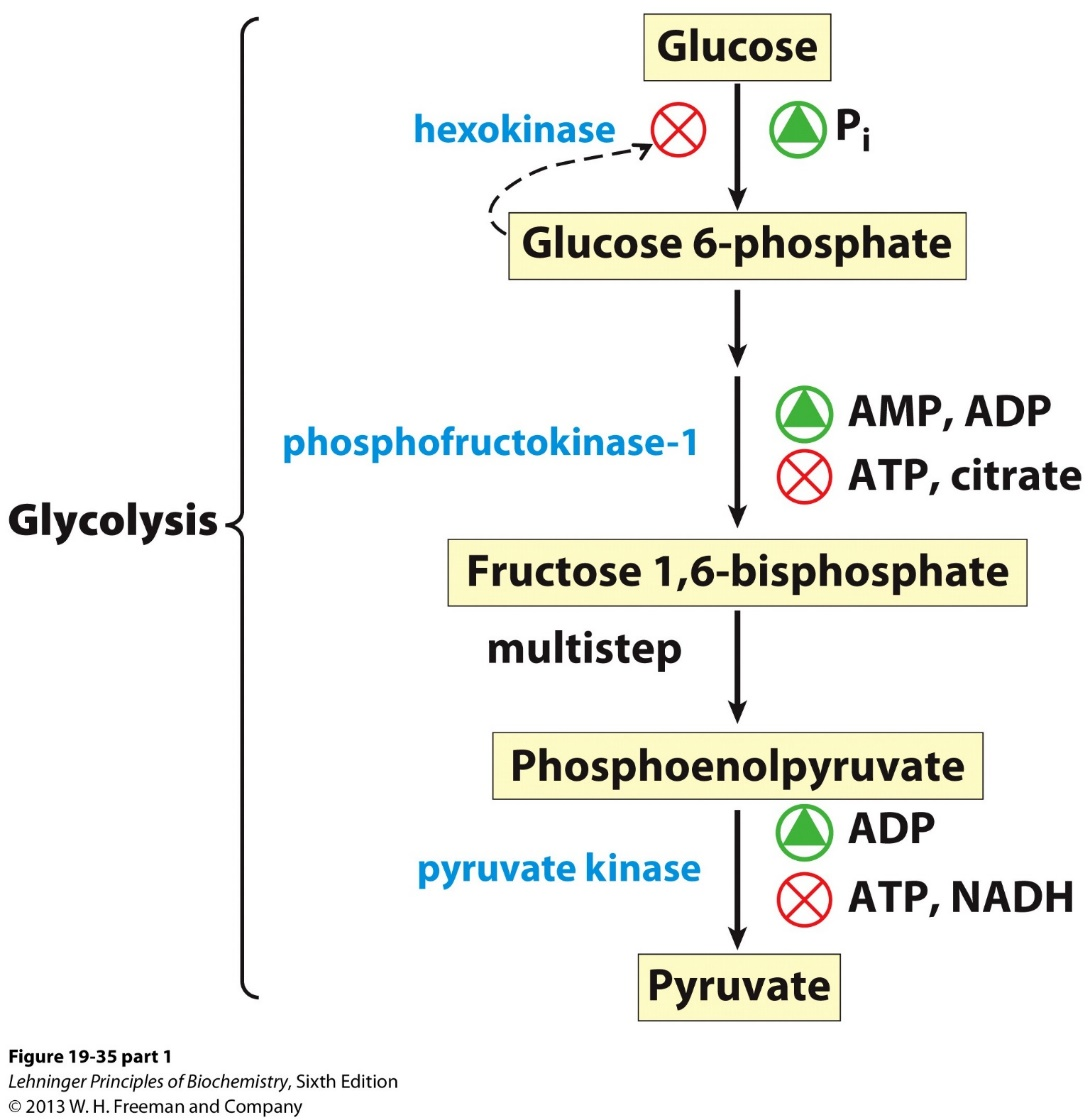 Glucose
hexokinase
Pi
Glucose 6-phosphate
AMP, ADP
phosphofructokinase-1
ATP, citrate
Glycolysis
Fructose 1,6-bisphosphate
multistep
Phosphoenolpyruvate
ADP
pyruvate kinase
ATP, NADH
Pyruvate
Figure 19-35 part 1
Lehninger Principles of Biochemistry, Sixth Edition
© 2013 W. H. Freeman and Company